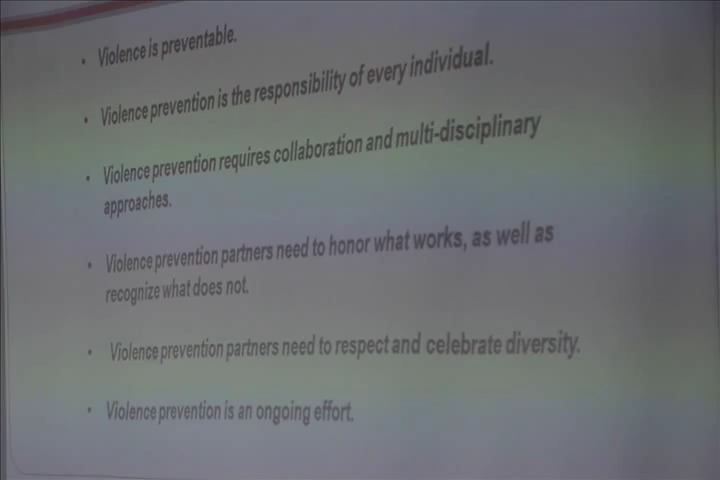 • Violence is preventable.
• Violence prevention is the responsibility of every individual.
• Violence prevention requires collaboration and multi-disciplinary
approaches.
• Violence prevention partners need to honor what works, as well as
recognize what does not.
• Violence prevention partners need to respect and celebrate diversity.
• Violence prevention is an ongoing effort.